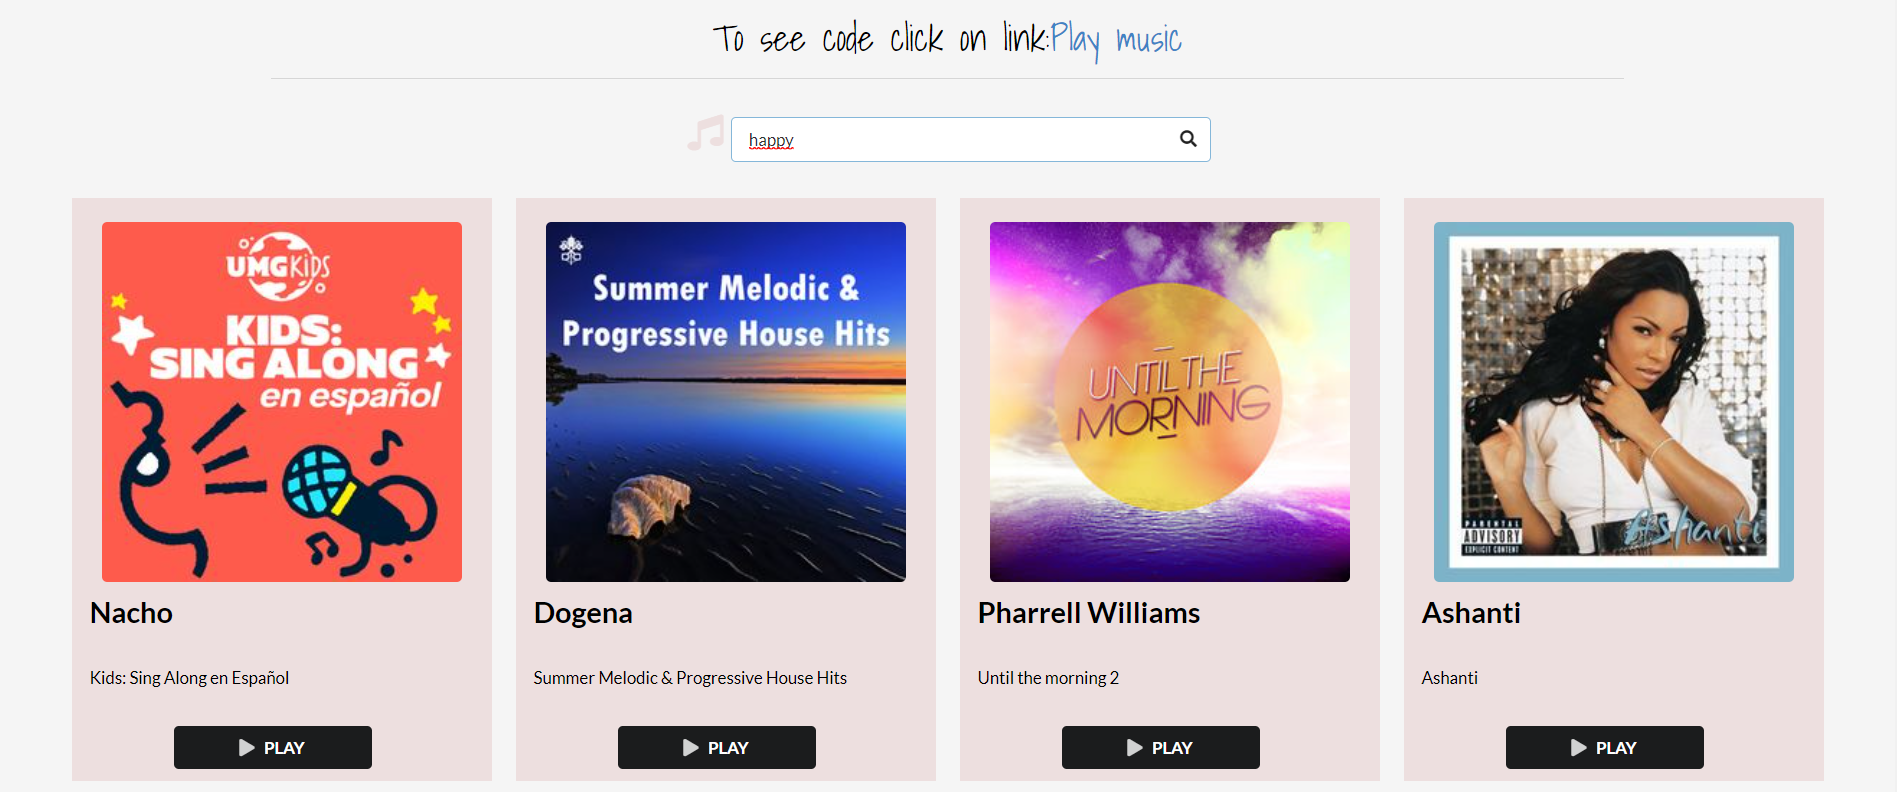 To see code click on link:Play music
happy
UMGKiDS
KIDS:
SING ALONG
en español
Nacho
Kids: Sing Along en Español
PLAY
Summer Melodic &
Progressive House Hits
Dogena
Summer Melodic & Progressive House Hits
PLAY
UNTIL THE
MORNING
Pharrell Williams
Until the morning 2
PLAY
PARENTAL
ADVISORY
EXPLICIT CONTENT
Ashanti
Ashanti
Ashanti
PLAY